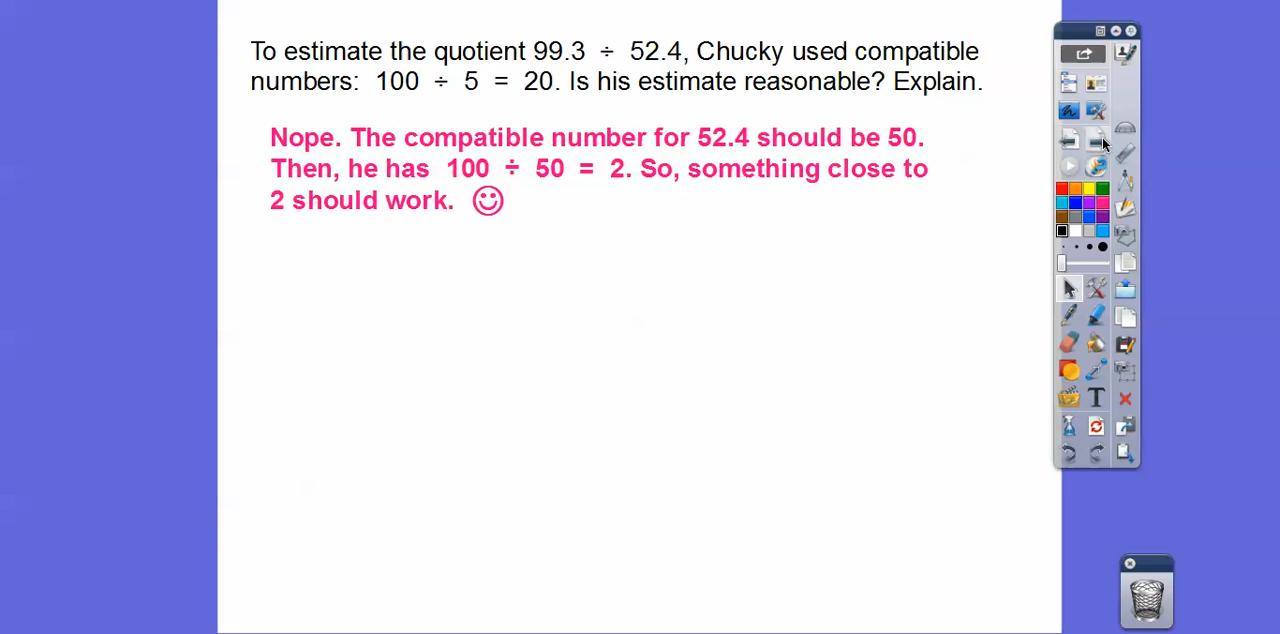 To estimate the quotient 99.3 ÷ 52.4, Chucky used compatible
numbers: 100 ÷ 5 = 20. Is his estimate reasonable? Explain.
Nope. The compatible number for 52.4 should be 50.
Then, he has 100 ÷ 50 = 2. So, something close to
2 should work. ☺
T